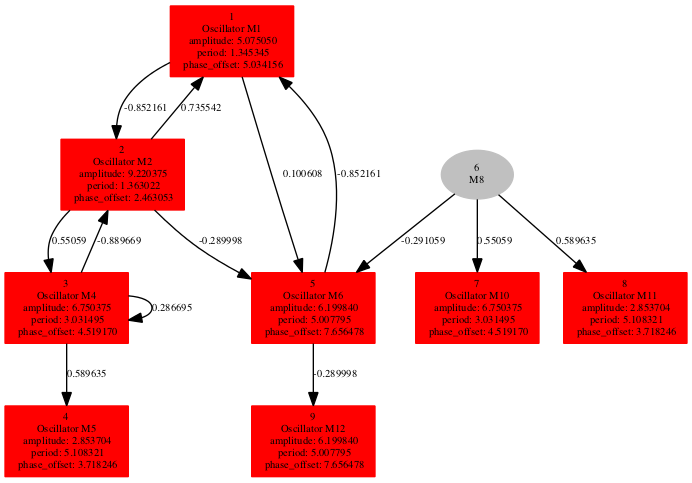 1
Oscillator M1
amplitude: 5.075050
period: 1.345345
phase_offset: 5.034156
-0.852161
0.735542
2
Oscillator M2
amplitude: 9.220375
period: 1.363022
phase_offset: 2.463053
0.100608
-0.852161
6
M8
0.55059
-0.889669
-0.289998
-0.291059
0.55059
0.589635
3
Oscillator M4
amplitude: 6.750375
period: 3.031495
phase_offset: 4.519170
0.286695
5
Oscillator M6
amplitude: 6.199840
period: 5.007795
phase_offset: 7.656478
7
Oscillator M10
amplitude: 6.750375
period: 3.031495
phase_offset: 4.519170
8
Oscillator M11
amplitude: 2.853704
period: 5.108321
phase_offset: 3.718246
0.589635
-0.289998
4
Oscillator M5
amplitude: 2.853704
period: 5.108321
phase_offset: 3.718246
9
Oscillator M12
amplitude: 6.199840
period: 5.007795
phase_offset: 7.656478